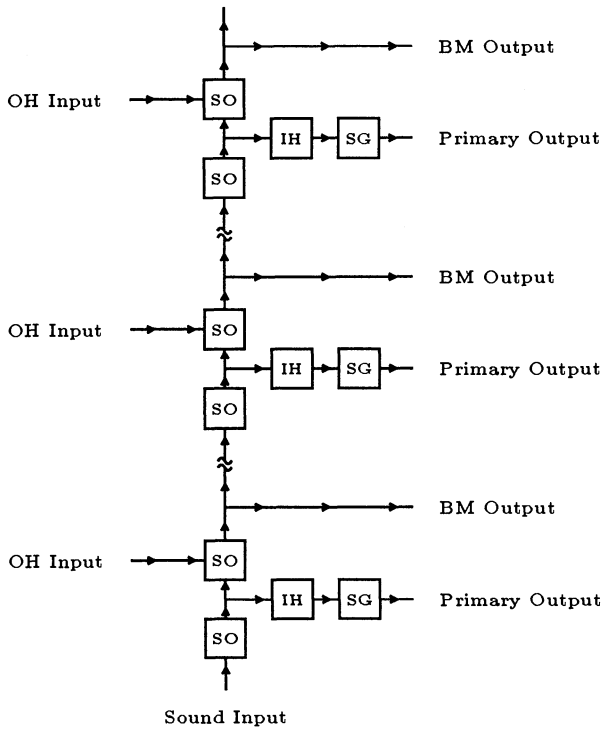 BM Output
OH Input
SO
IH
SG
Primary Output
SO
BM Output
OH Input
SO
IH
SG
Primary Output
SO
BM Output
OH Input
SO
IH
SG
Primary Output
SO
Sound Input